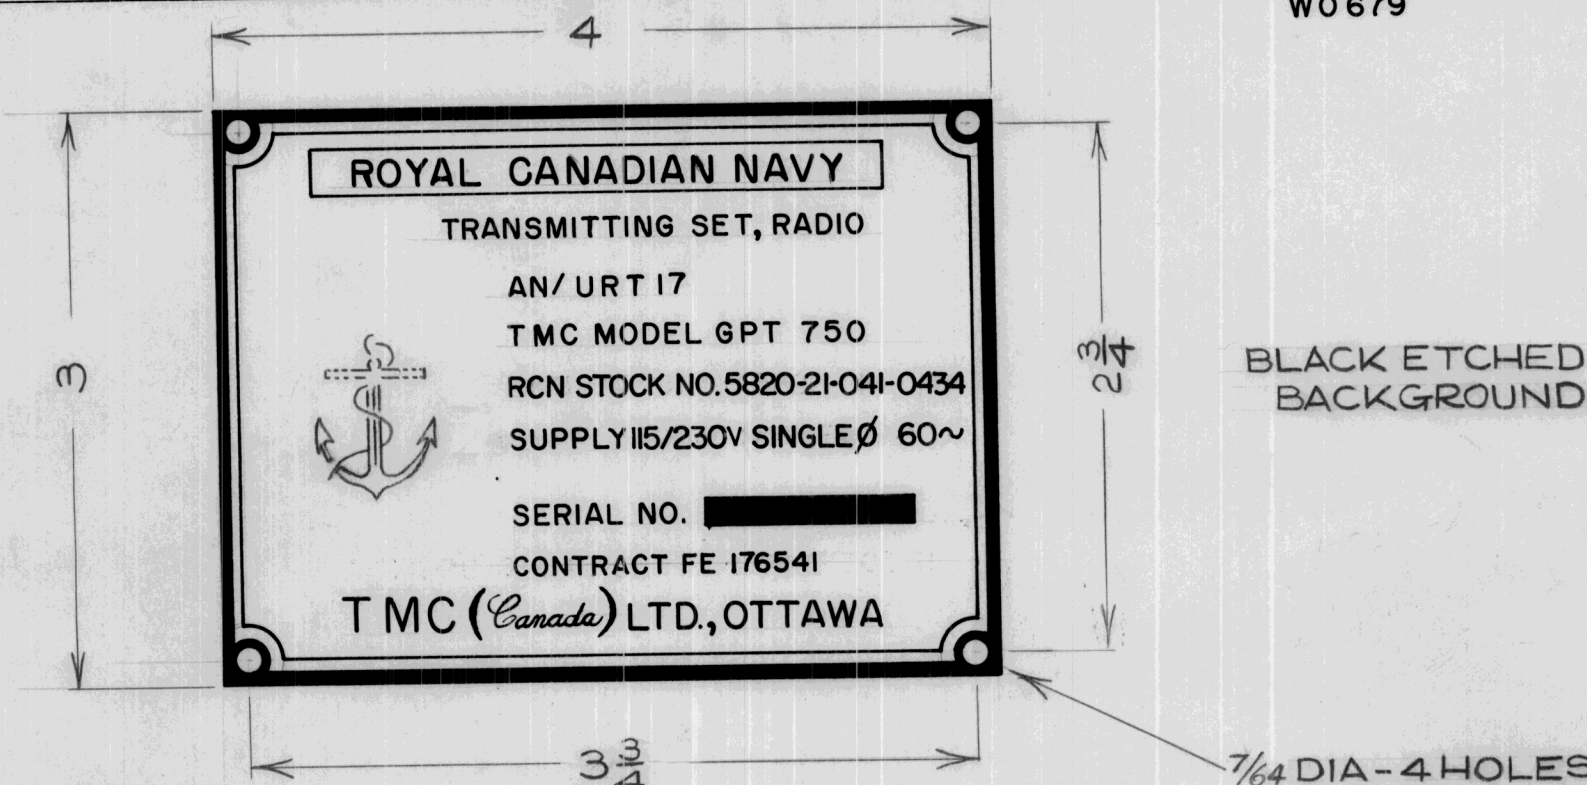 WO679
4
ROYAL CANADIAN NAVY
TRANSMITTING SET, RADIO
AN/URT 17
TMC MODEL GPT 750
RCN STOCK NO. 5820-21-041-0434
SUPPLY 115/230V SINGLEØ 60~
SERIAL NO.
CONTRACT FE 176541
TMC (Canada) LTD., OTTAWA
3
2 3/4
BLACK ETCHED
BACKGROUND
3 3/4
7/64 DIA-4 HOLES